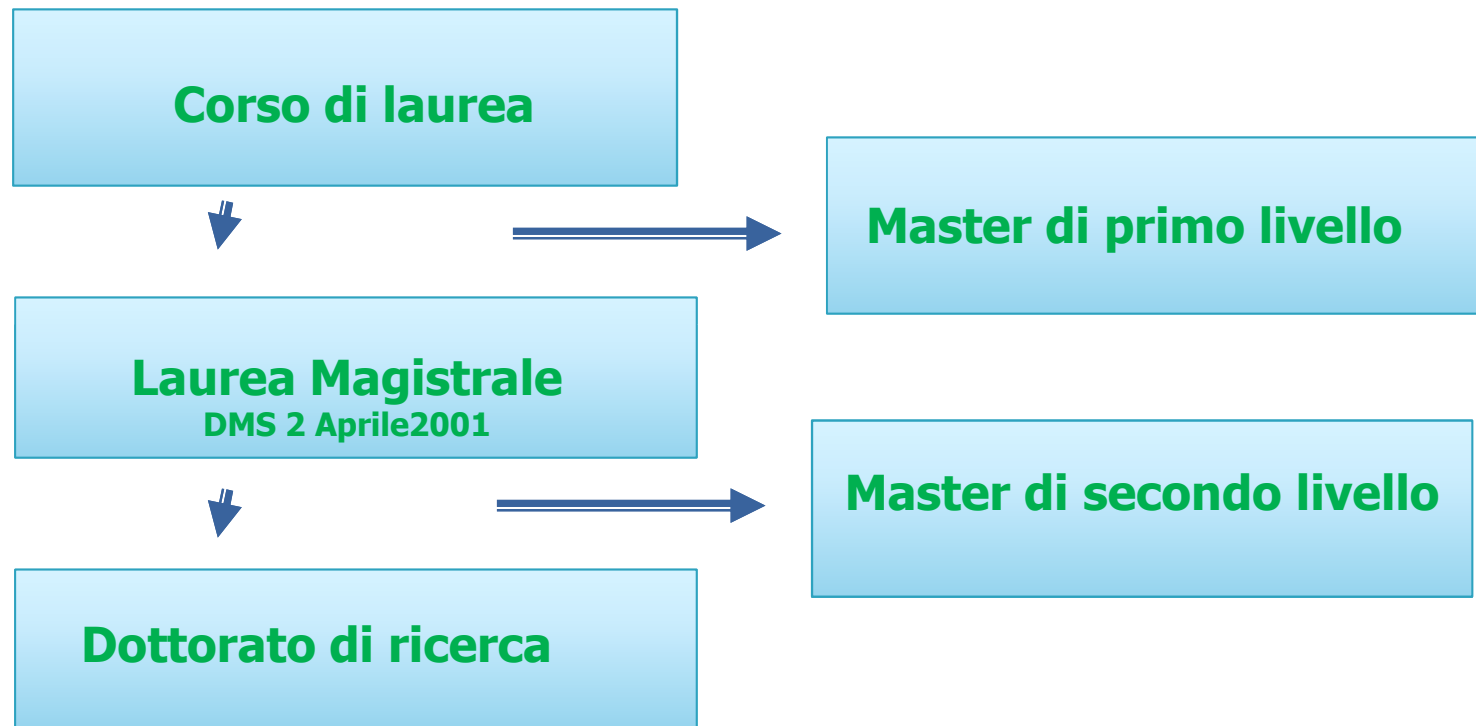 Corso di laurea
Master di primo livello
Laurea Magistrale
DMS 2 Aprile2001
Master di secondo livello
Dottorato di ricerca